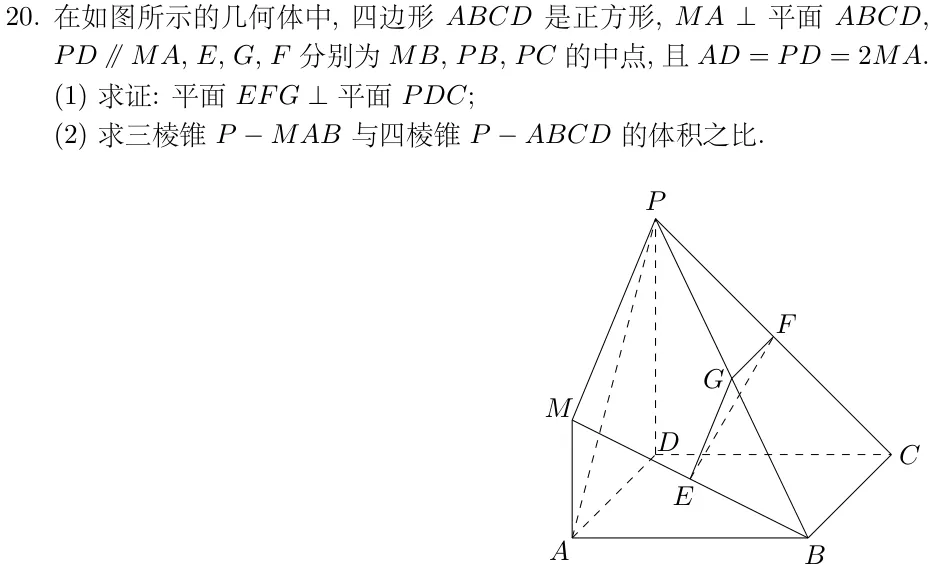 20. 在如图所示的几何体中, 四边形 ABCD 是正方形, MA ⊥ 平面 ABCD,
PD ∥ MA, E, G, F 分别为 MB, PB, PC 的中点, 且 AD = PD = 2MA.
(1) 求证: 平面 EFG ⊥ 平面 PDC;
(2) 求三棱锥 P − MAB 与四棱锥 P − ABCD 的体积之比.
P
F
G
M
D
C
E
A
B